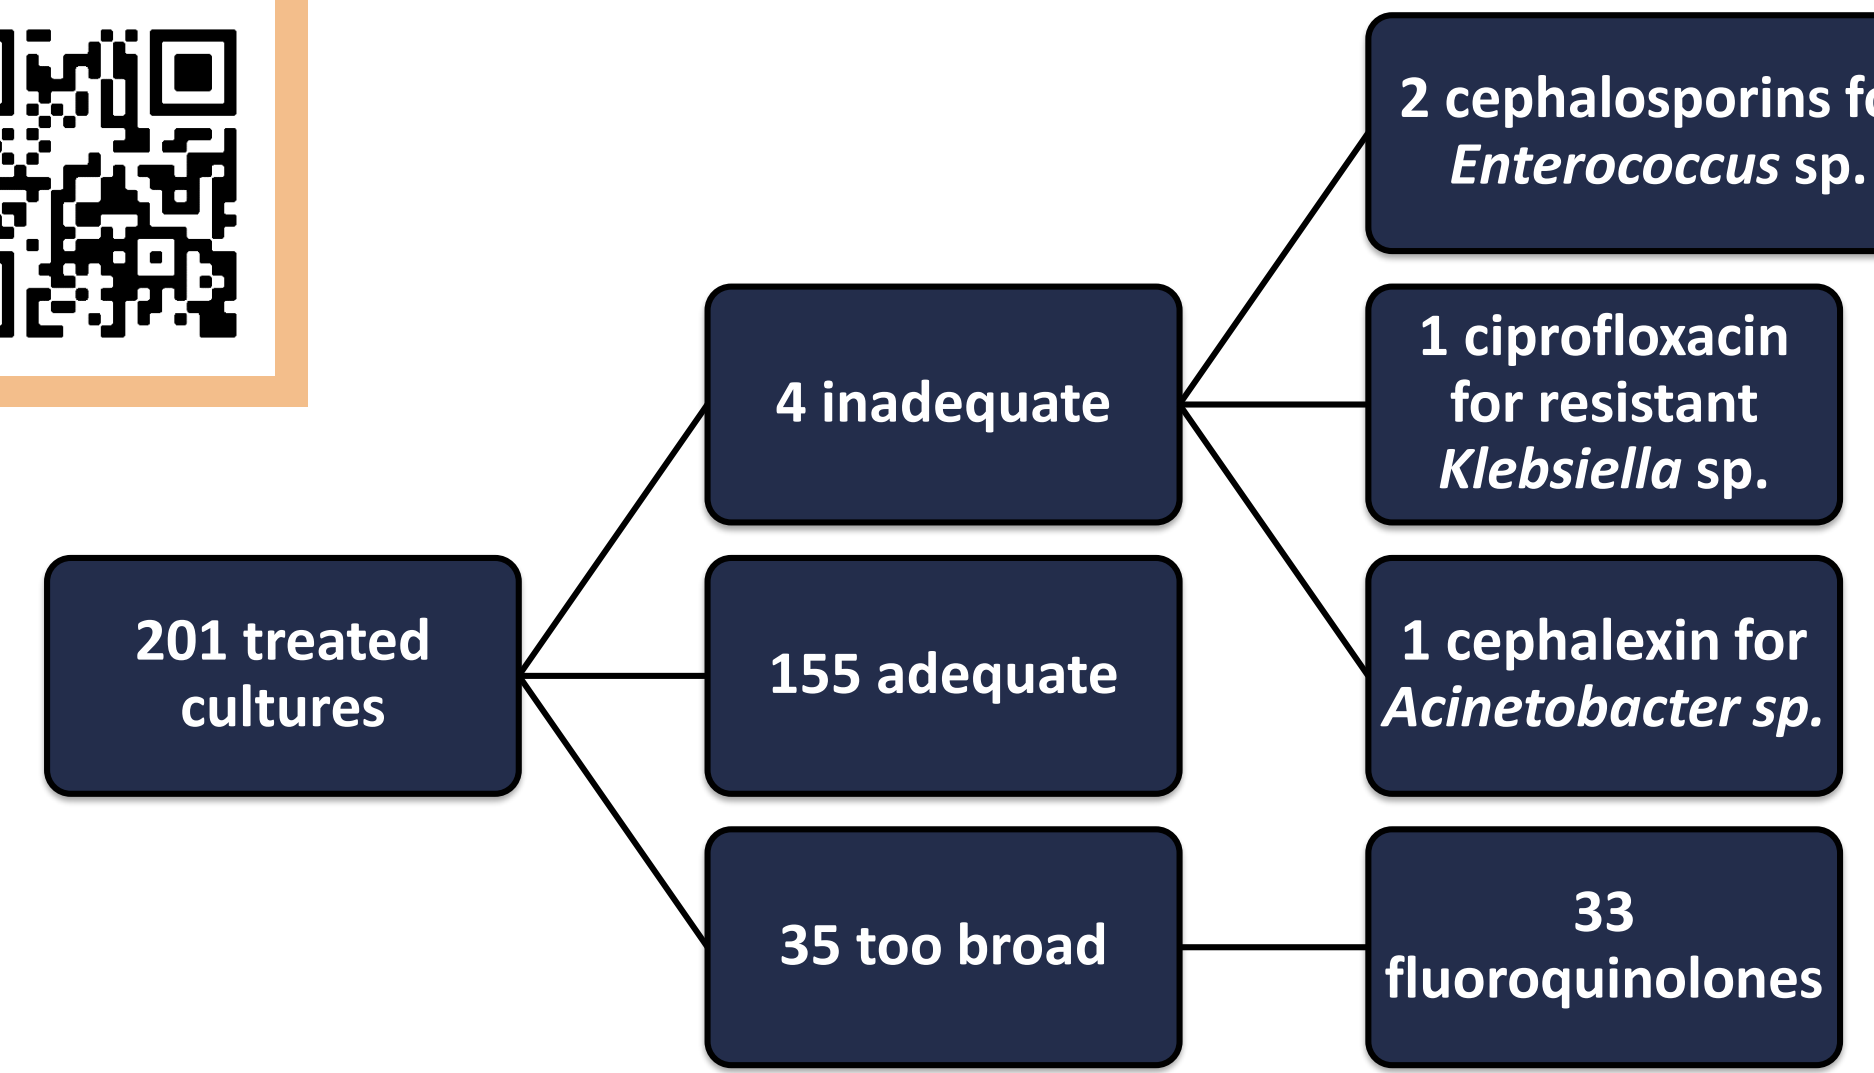 2 cephalosporins
Enterococcus sp.
1 ciprofloxacin
for resistant
Klebsiella sp.
4 inadequate
201 treated
cultures
155 adequate
1 cephalexin for
Acinetobacter sp.
35 too broad
33
fluoroquinolones